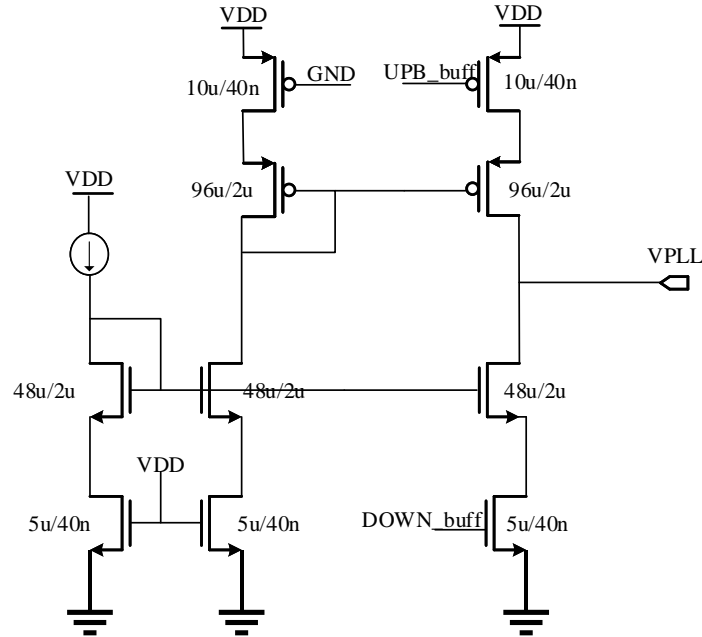 VDD
VDD
10u/40n
GND
UPB_buff
10u/40n
96u/2u
96u/2u
VDD
VPLL
48u/2u
48u/2u
48u/2u
VDD
5u/40n
5u/40n
DOWN_buff
5u/40n